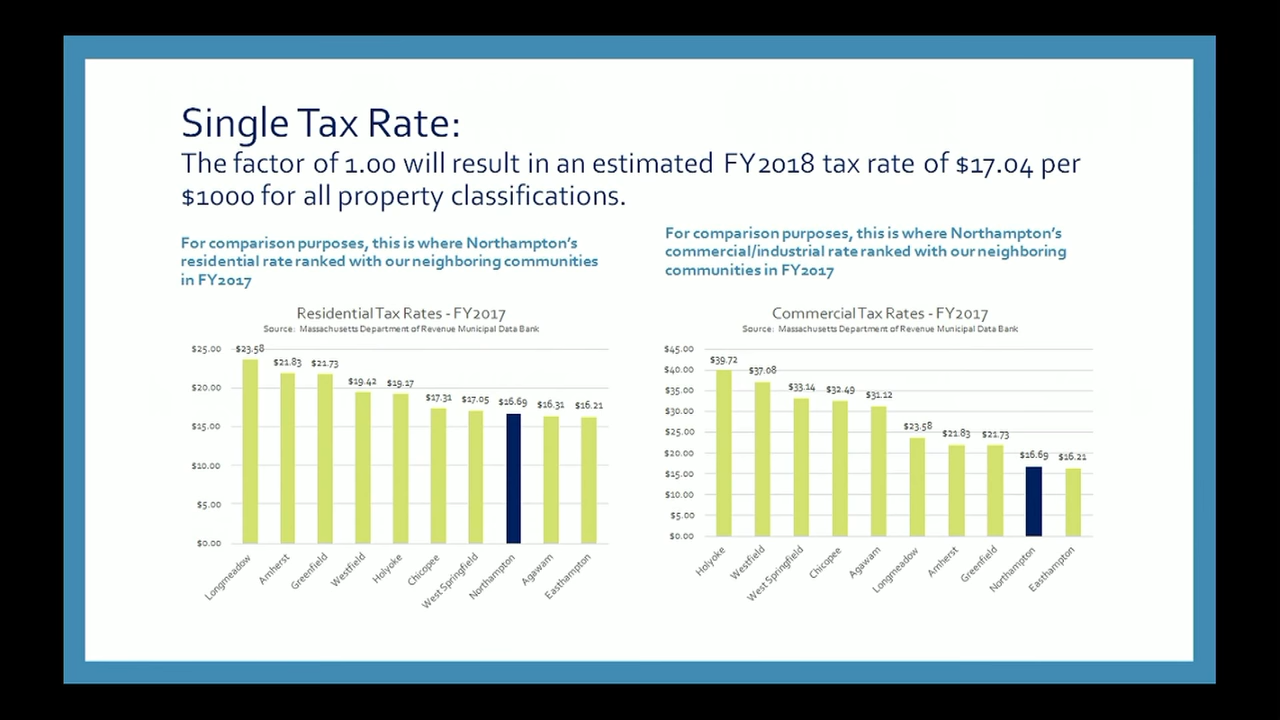 Single Tax Rate:
The factor of 1.00 will result in an estimated FY2018 tax rate of $17.04 per
$1000 for all property classifications.
For comparison purposes, this is where Northampton's
residential rate ranked with our neighboring communities
in FY2017
Residential Tax Rates - FY2017
Source: Massachusetts Department of Revenue Municipal Data Bank
$25.00
$20.00
$15.00
$10.00
$5.00
$0.00
$23.58
$21.83
$21.73
$19.42
$19.17
$17.31
$17.05
$16.69
$16.31
$16.21
Longmeadow
Amherst
Greenfield
Westfield
Holyoke
Chicopee
West Springfield
Northampton
Agawam
Easthampton
For comparison purposes, this is where Northampton's
commercial/industrial rate ranked with our neighboring
communities in FY2017
Commercial Tax Rates - FY2017
Source: Massachusetts Department of Revenue Municipal Data Bank
$45.00
$40.00
$35.00
$30.00
$25.00
$20.00
$15.00
$10.00
$5.00
$0.00
$39.72
$37.08
$33.14
$32.49
$31.12
$23.58
$21.83
$21.73
$16.69
$16.21
Holyoke
Westfield
West Springfield
Chicopee
Agawam
Longmeadow
Amherst
Greenfield
Northampton
Easthampton